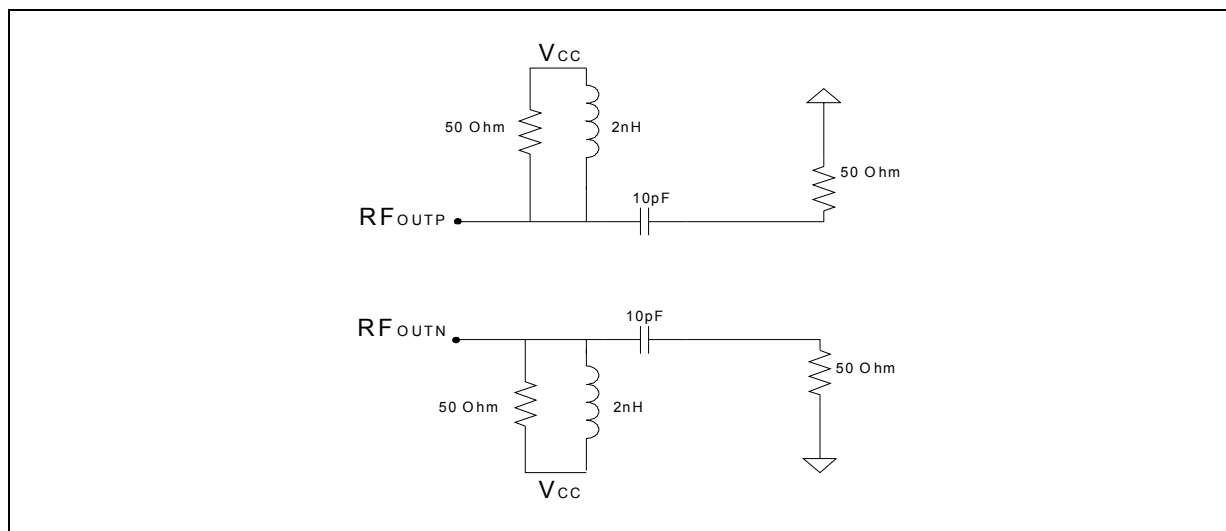 VCC
50 Ohm
2nH
50 Ohm
10pF
RFOUTP
10pF
RFOUTN
50 Ohm
50 Ohm
2nH
VCC